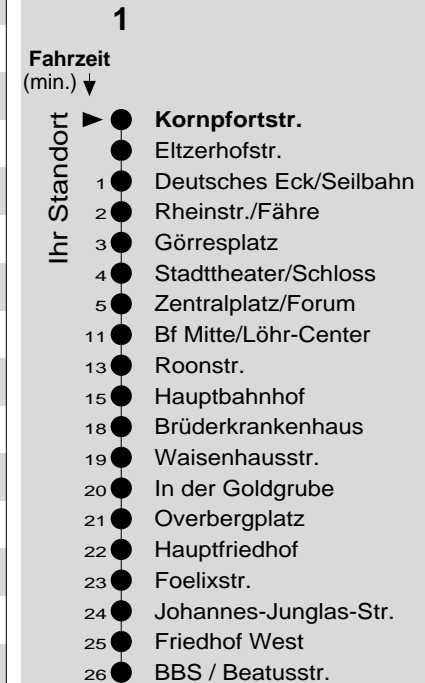 1
Fahrzeit
(min.)
Ihr Standort
Kornpfortstr.
Eltzerhofstr.
1 Deutsches Eck/Seilbahn
2 Rheinstr./Fähre
3 Görresplatz
4 Stadttheater/Schloss
5 Zentralplatz/Forum
11 Bf Mitte/Löhr-Center
13 Roonstr.
15 Hauptbahnhof
18 Brüderkrankenhaus
19 Waisenhausstr.
20 In der Goldgrube
21 Overbergplatz
22 Hauptfriedhof
23 Foelixstr.
24 Johannes-Junglas-Str.
25 Friedhof West
26 BBS / Beatusstr.